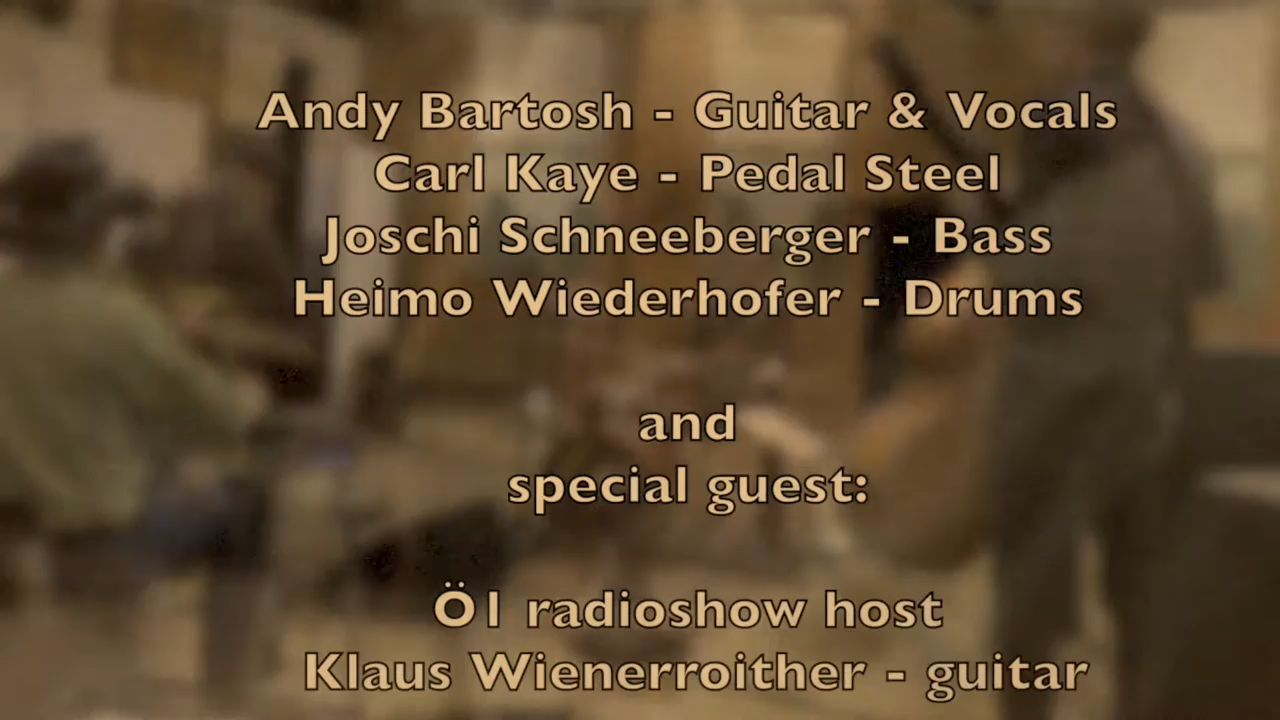 Andy Bartosh - Guitar & Vocals
Carl Kaye - Pedal Steel
Joschi Schneeberger - Bass
Heimo Wiederhofer - Drums
and
special guest:
Ö1 radioshow host
Klaus Wienerroither - guitar